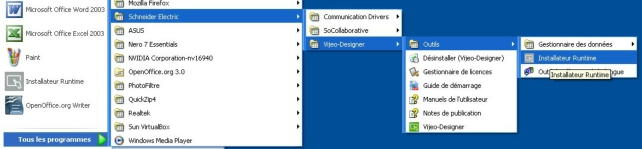 Microsoft Office Word 2003
Microsoft Office Excel 2003
Paint
Installateur Runtime
OpenOffice.org Writer
Tous les programmes
Mozilla Firefox
Schneider Electric
ASUS
Nero 7 Essentials
NVIDIA Corporation-nv16940
OpenOffice.org 3.0
PhotoFiltre
QuickZip4
Realtek
Sun VirtualBox
Windows Media Player
Communication Drivers
SoCollaborative
Vijeo-Designer
Outils
Désinstaller (Vijeo-Designer)
Gestionnaire de licences
Guide de démarrage
Manuels de l'utilisateur
Notes de publication
Vijeo-Designer
Gestionnaire des données
Installateur Runtime
Installateur Runtime